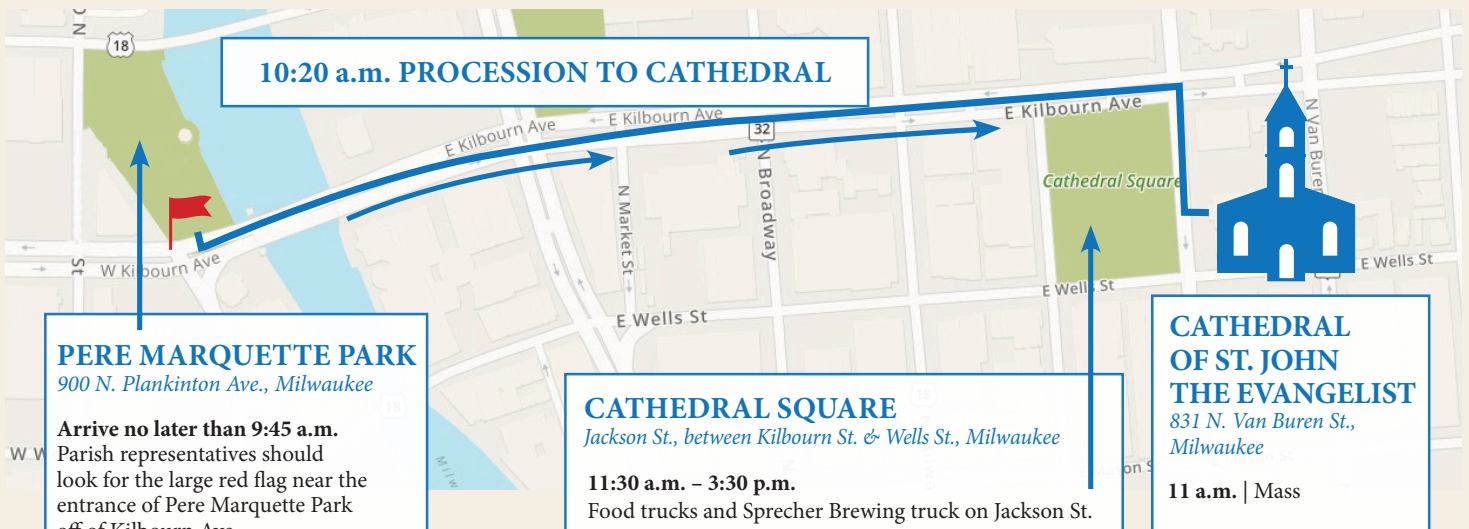 18
10:20 a.m. PROCESSION TO CATHEDRAL
E Kilbourn Ave
E Kilbourn Ave
E Kilbourn Ave
32
N Broadway
N Market St
Cathedral Square
N Van Buren
St
W Kilbourn Ave
E Wells St
E Wells St
E Wells St
PERE MARQUETTE PARK
900 N. Plankinton Ave., Milwaukee
Arrive no later than 9:45 a.m.
Parish representatives should
look for the large red flag near the
entrance of Pere Marquette Park
off of Kilbourn Ave.
18
CATHEDRAL SQUARE
Jackson St., between Kilbourn St. & Wells St., Milwaukee
11:30 a.m. – 3:30 p.m.
Food trucks and Sprecher Brewing truck on Jackson St.
18
CATHEDRAL
OF ST. JOHN
THE EVANGELIST
831 N. Van Buren St.,
Milwaukee
11 a.m. | Mass